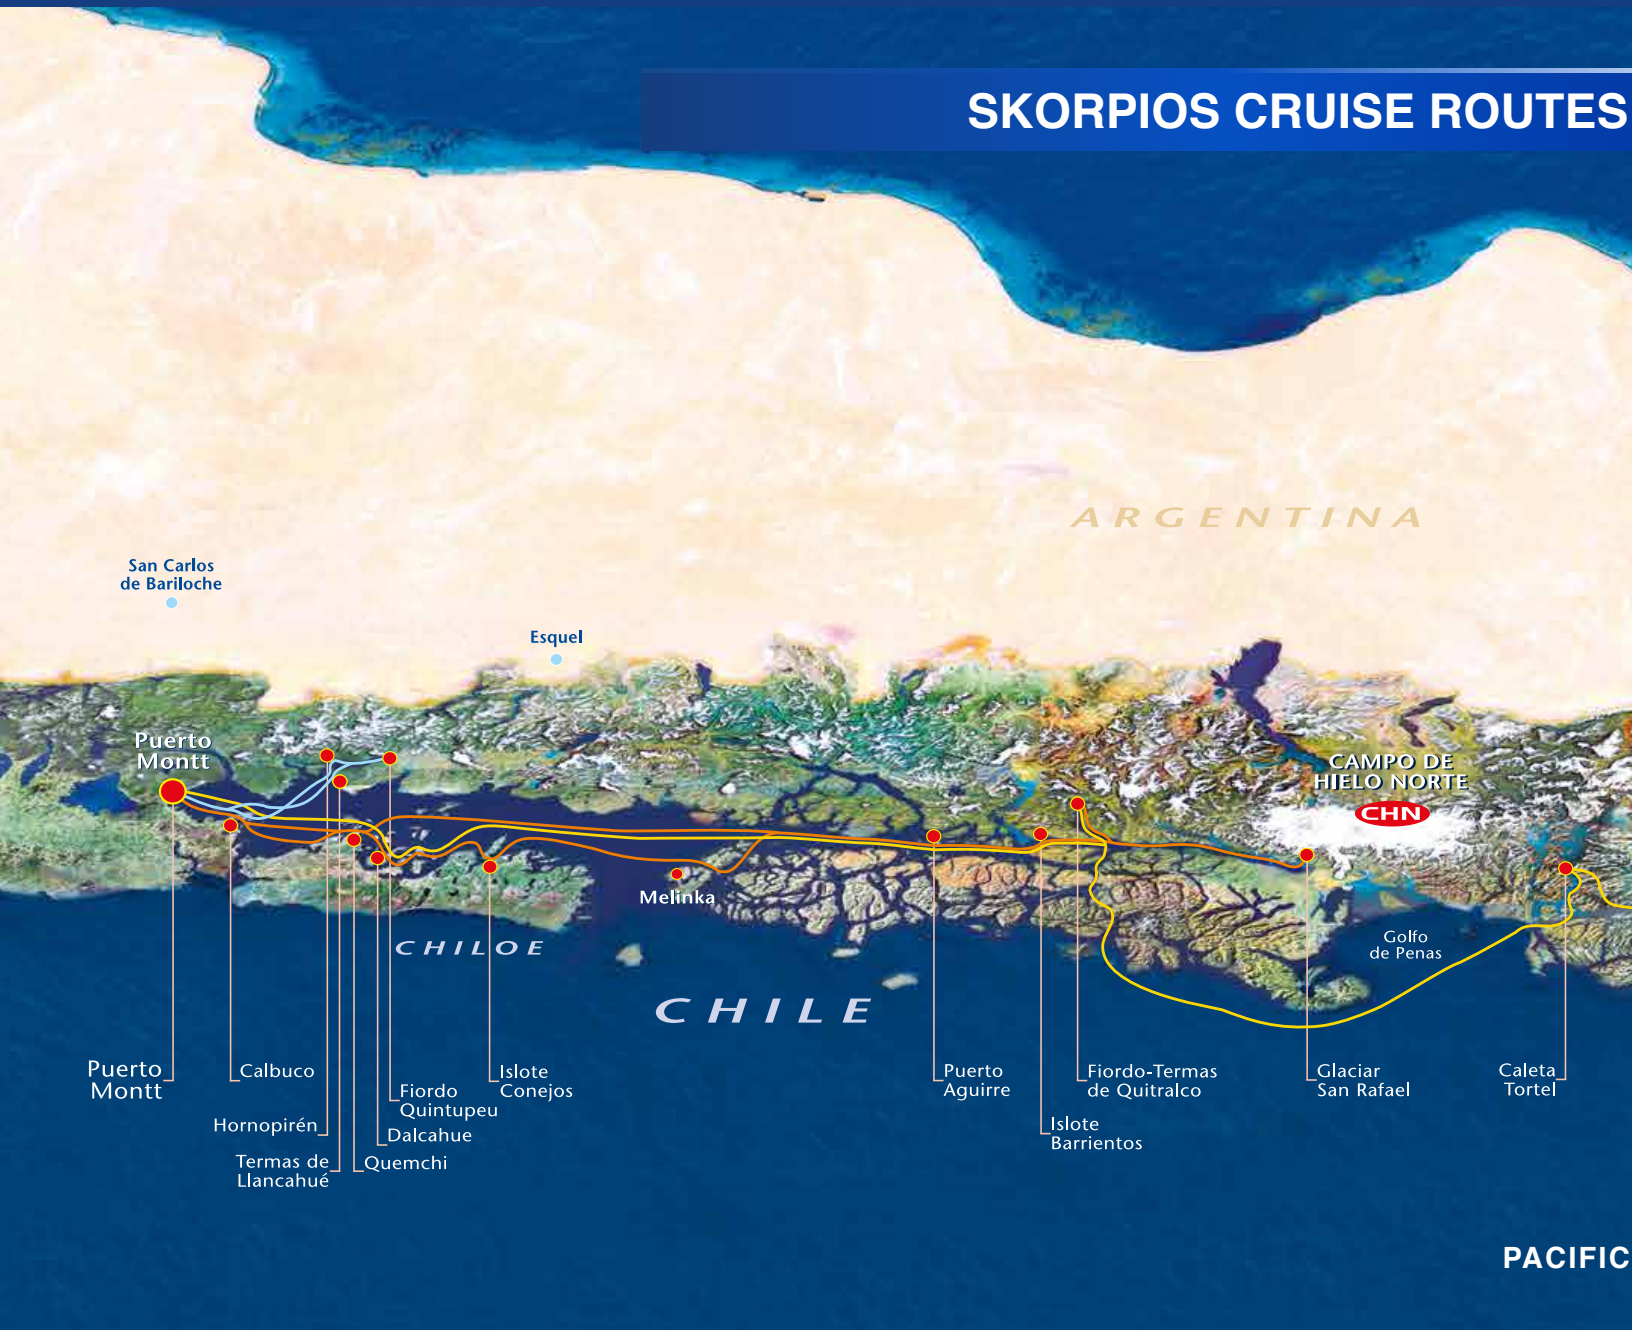 SKORPIOS CRUISE ROUTES
ARGENTINA
San Carlos
de Bariloche
Esquel
Puerto
Montt
CAMPO DE
HIELO NORTE
CHN
Melinka
Golfo
de Penas
CHILOE
CHILE
Puerto
Montt
Calbuco
Hornopirén
Termas de
Llancahué
Fiordo
Quintupeu
Dalcahue
Quemchi
Islote
Conejos
Puerto
Aguirre
Islote
Barrientos
Fiordo-Termas
de Quitralco
Glaciar
San Rafael
Caleta
Tortel
PACIFIC